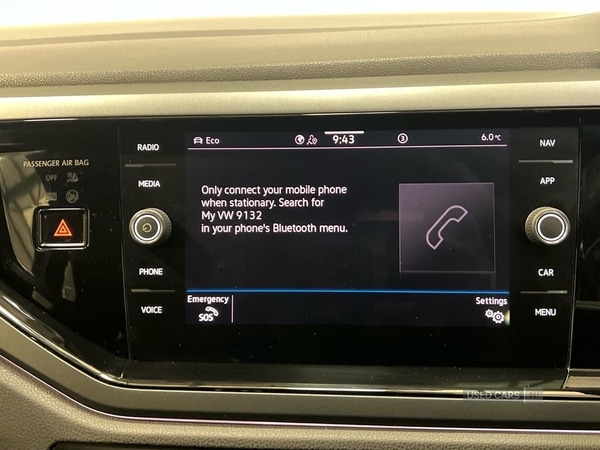 RADIO
MEDIA
PHONE
VOICE
PASSENGER AIR BAG
OFF
Eco
9:43
3
6.0°C
Only connect your mobile phone
when stationary. Search for
My VW 9132
in your phone's Bluetooth menu.
Emergency
SOS
Settings
NAV
APP
CAR
MENU
USED CARS NI